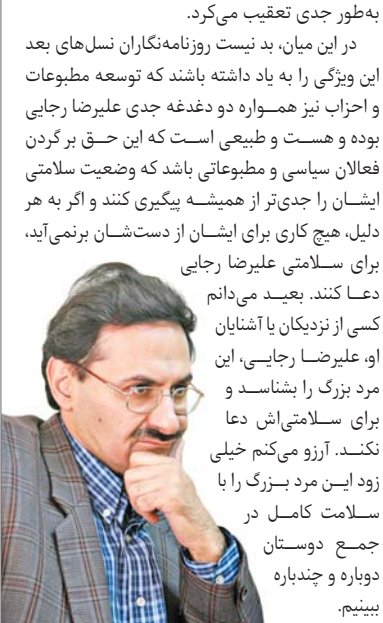 به‌طور جدی تعقیب می‌کرد.
در این میان، بد نیست روزنامه‌نگاران نسل‌های بعد
این ویژگی را به یاد داشته باشند که توسعه مطبوعات
و احزاب نیز همـــواره دو دغدغه جدی علیرضا رجایی
بوده و هســت و طبیعی اســت که این حــق بر گردن
فعالان سیاسی و مطبوعاتی باشد که وضعیت سلامتی
ایشــان را جدی‌تر از همیشــه پیگیری کنند و اگر به هر
دلیل، هیچ کاری برای ایشــان از دست‌شــان برنمی‌آید،
برای ســلامتی علیرضا رجایی
دعــا کنند. بعیــد می‌دانم
کسی از نزدیکان یا آشنایان
او، علیرضــا رجایــی، این
مرد بزرگ را بشناســد و
برای ســلامتی‌اش دعا
نکنــد. آرزو می‌کنم خیلی
زود ایــن مرد بــزرگ را با
ســلامت کامــل در
جمــع دوســتان
دوباره و چندباره
ببینیم.